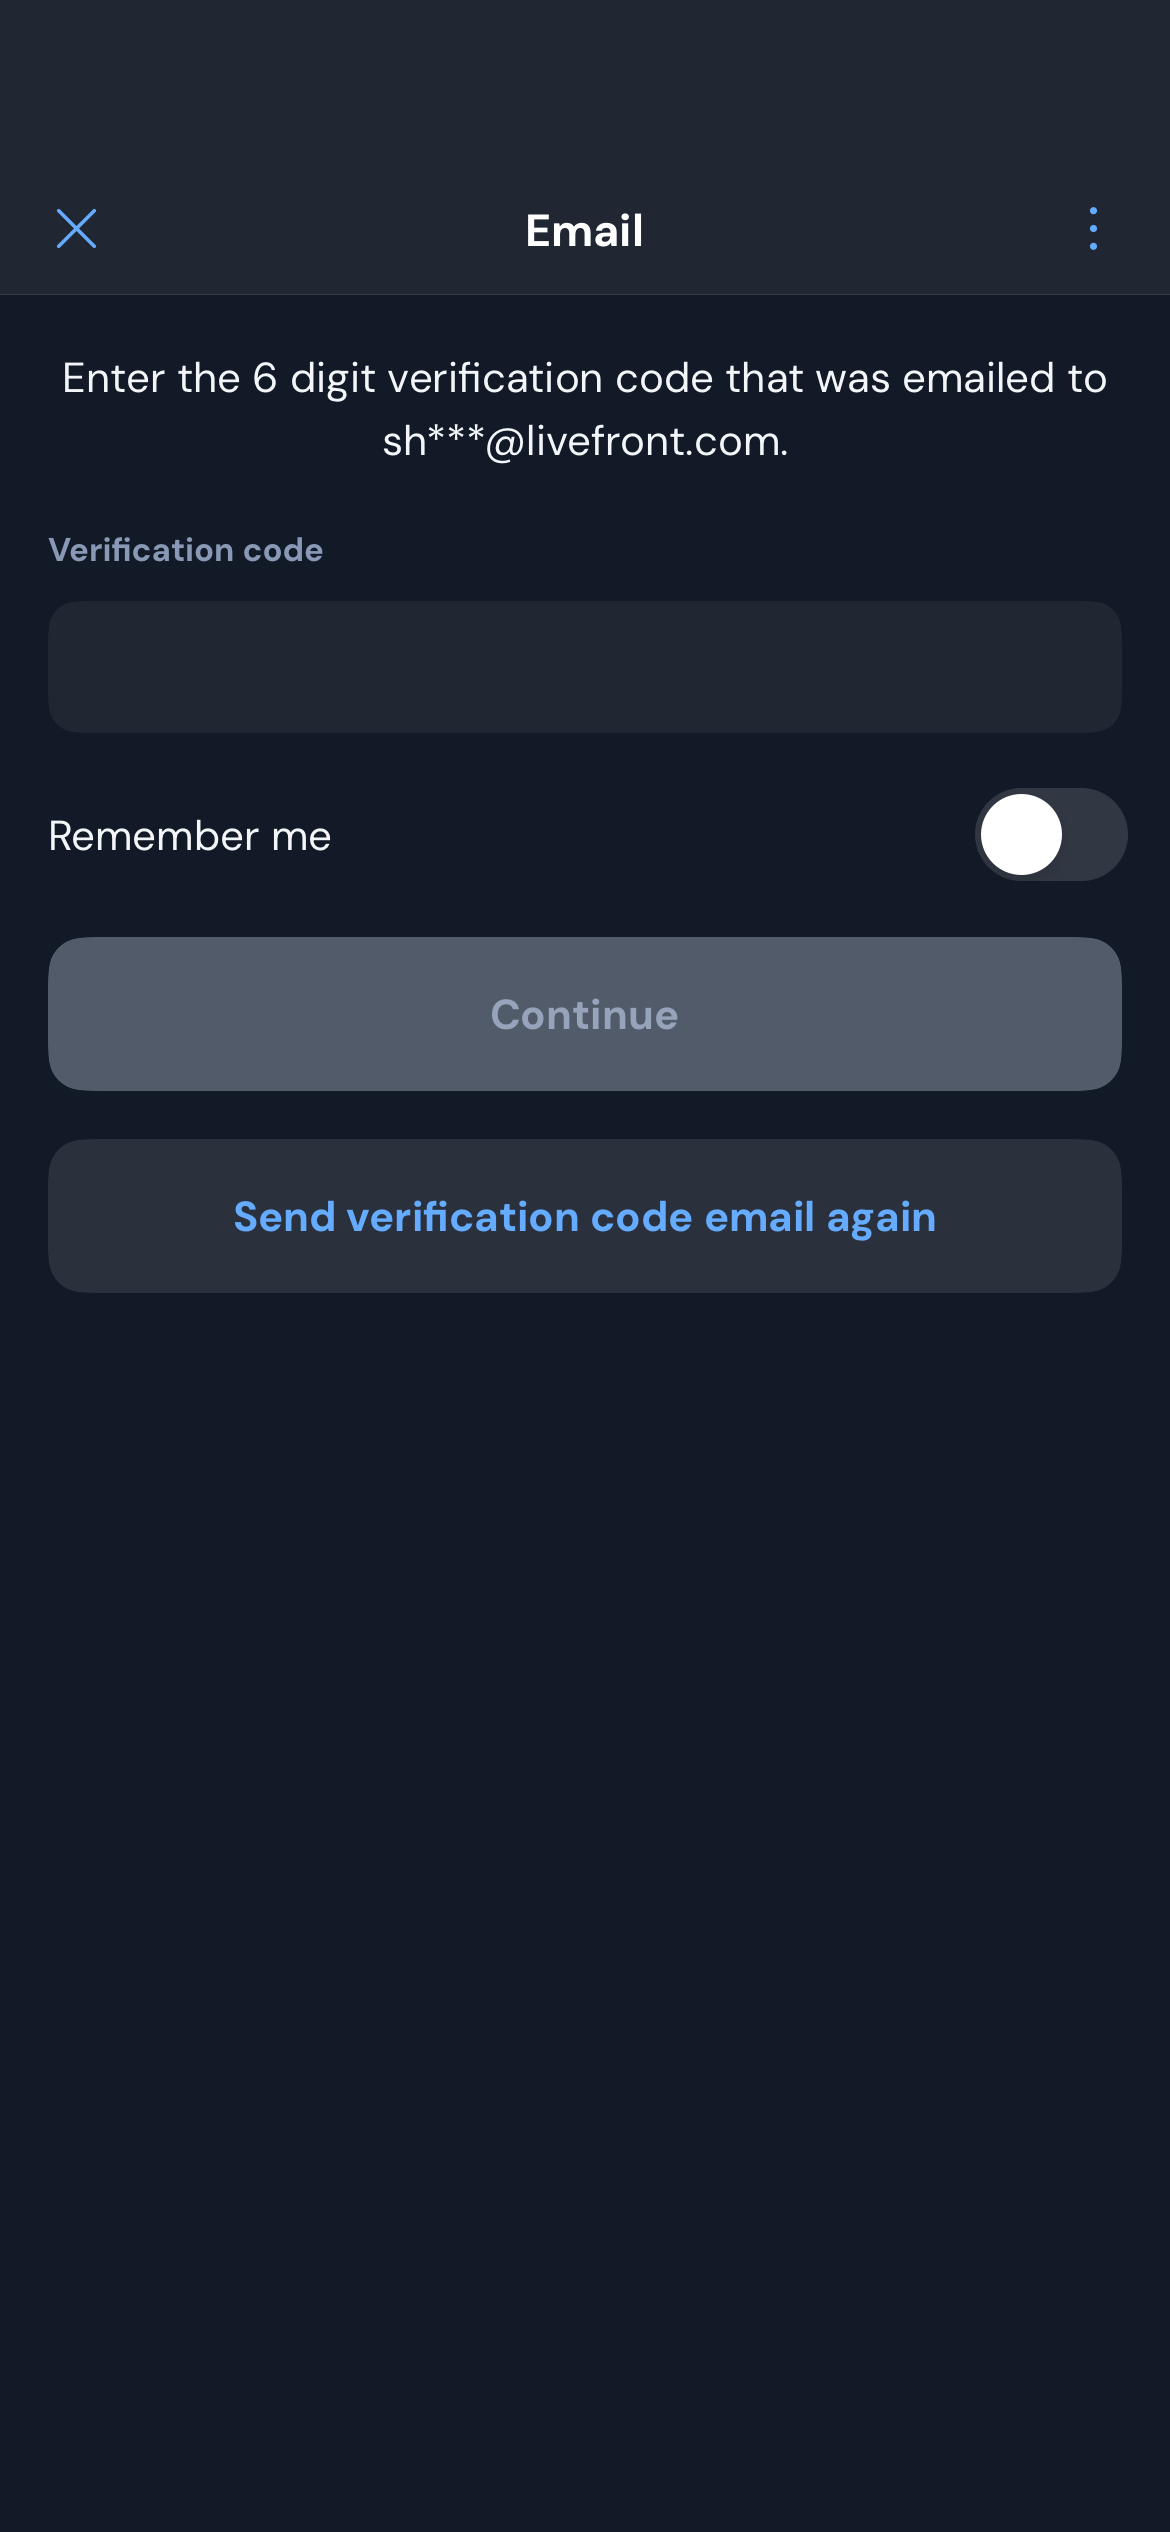 Email
Enter the 6 digit verification code that was emailed to
sh***@livefront.com.
Verification code
Remember me
Continue
Send verification code email again